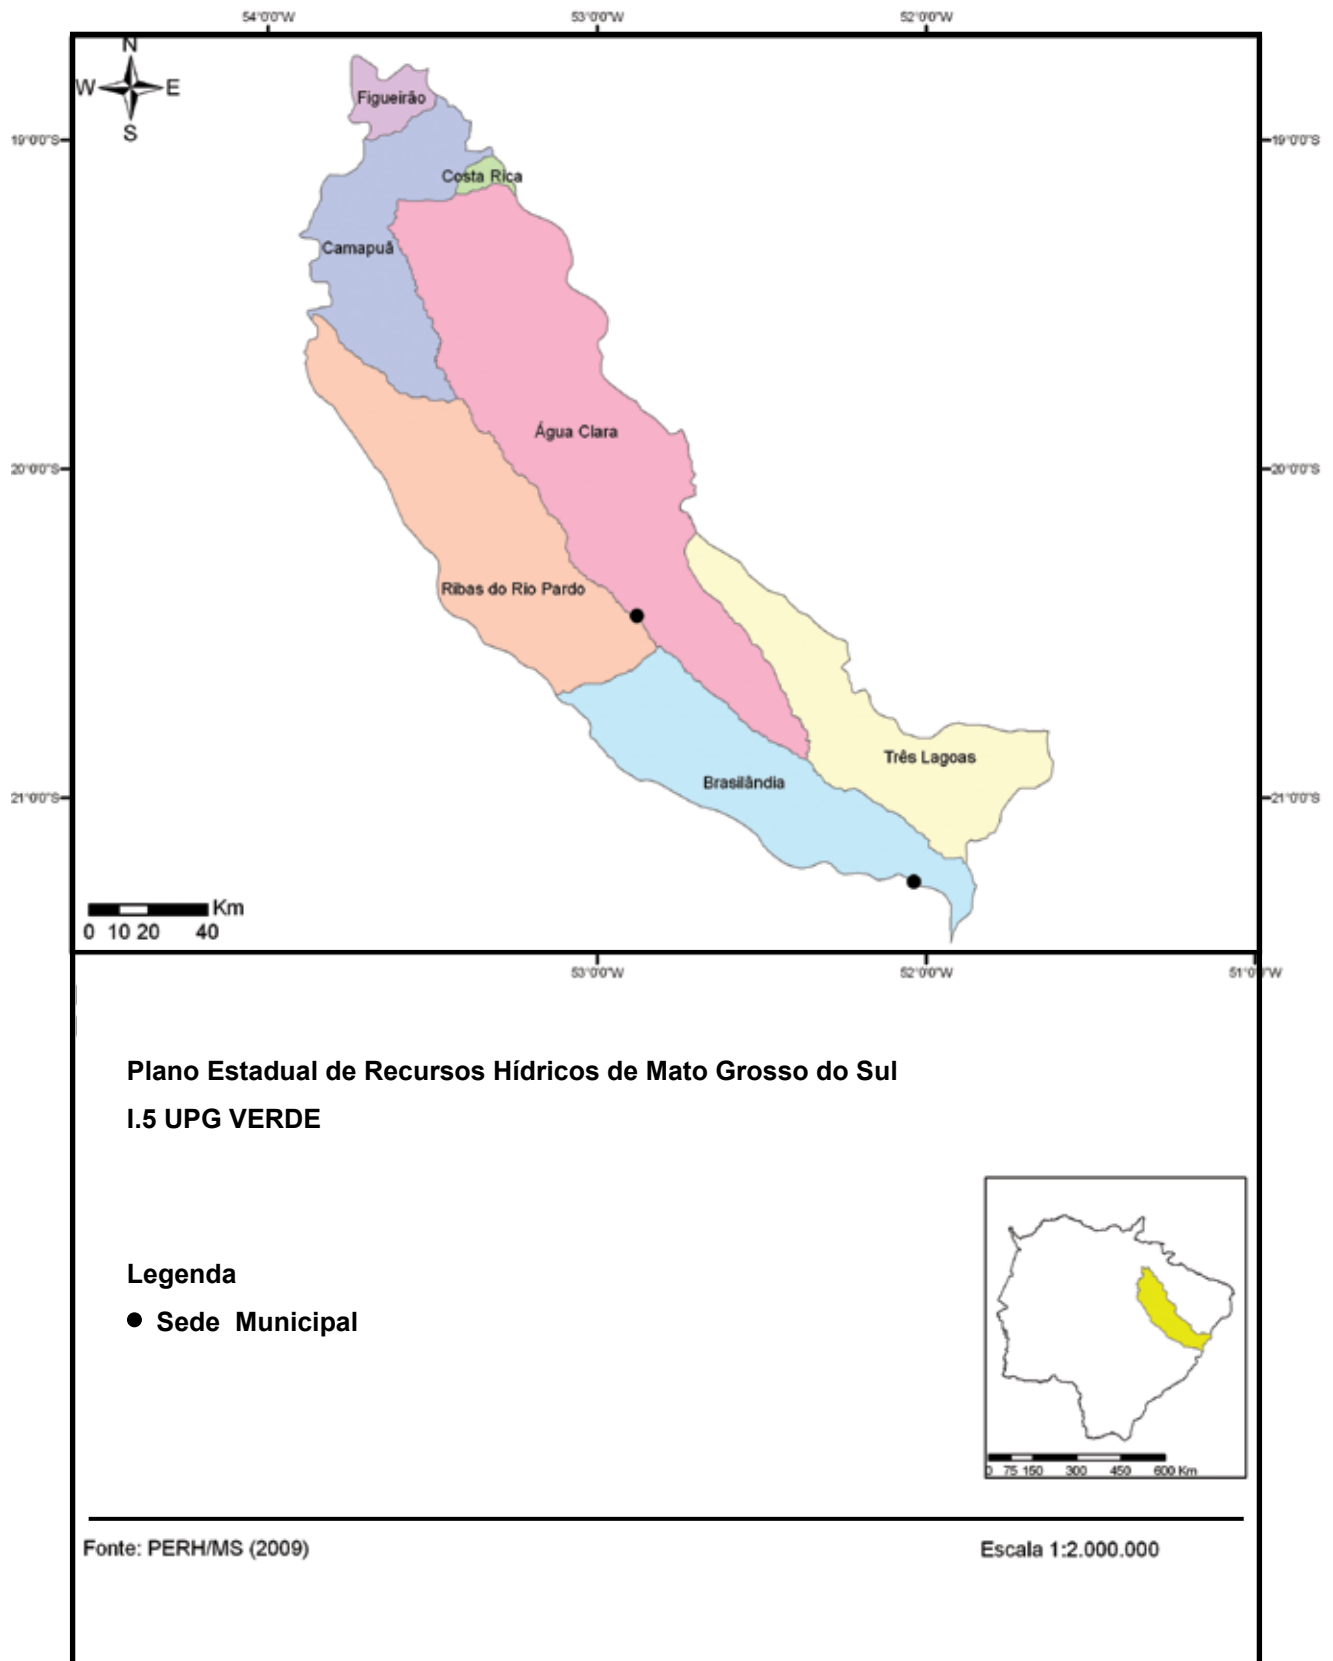 54°0'0"W 53°0'0"W 52°0'0"W
N
W E
S
Figueirão
19°0'0"S 19°0'0"S
Costa Rica
Camapuã
Água Clara
20°0'0"S 20°0'0"S
Ribas do Rio Pardo
Três Lagoas
Brasilândia
21°0'0"S 21°0'0"S
Km
0 10 20 40
53°0'0"W 52°0'0"W 51°0'0"W
Plano Estadual de Recursos Hídricos de Mato Grosso do Sul
I.5 UPG VERDE
Legenda
Sede Municipal
0 75 150 300 450 600 Km
Fonte: PERH/MS (2009) Escala 1:2.000.000